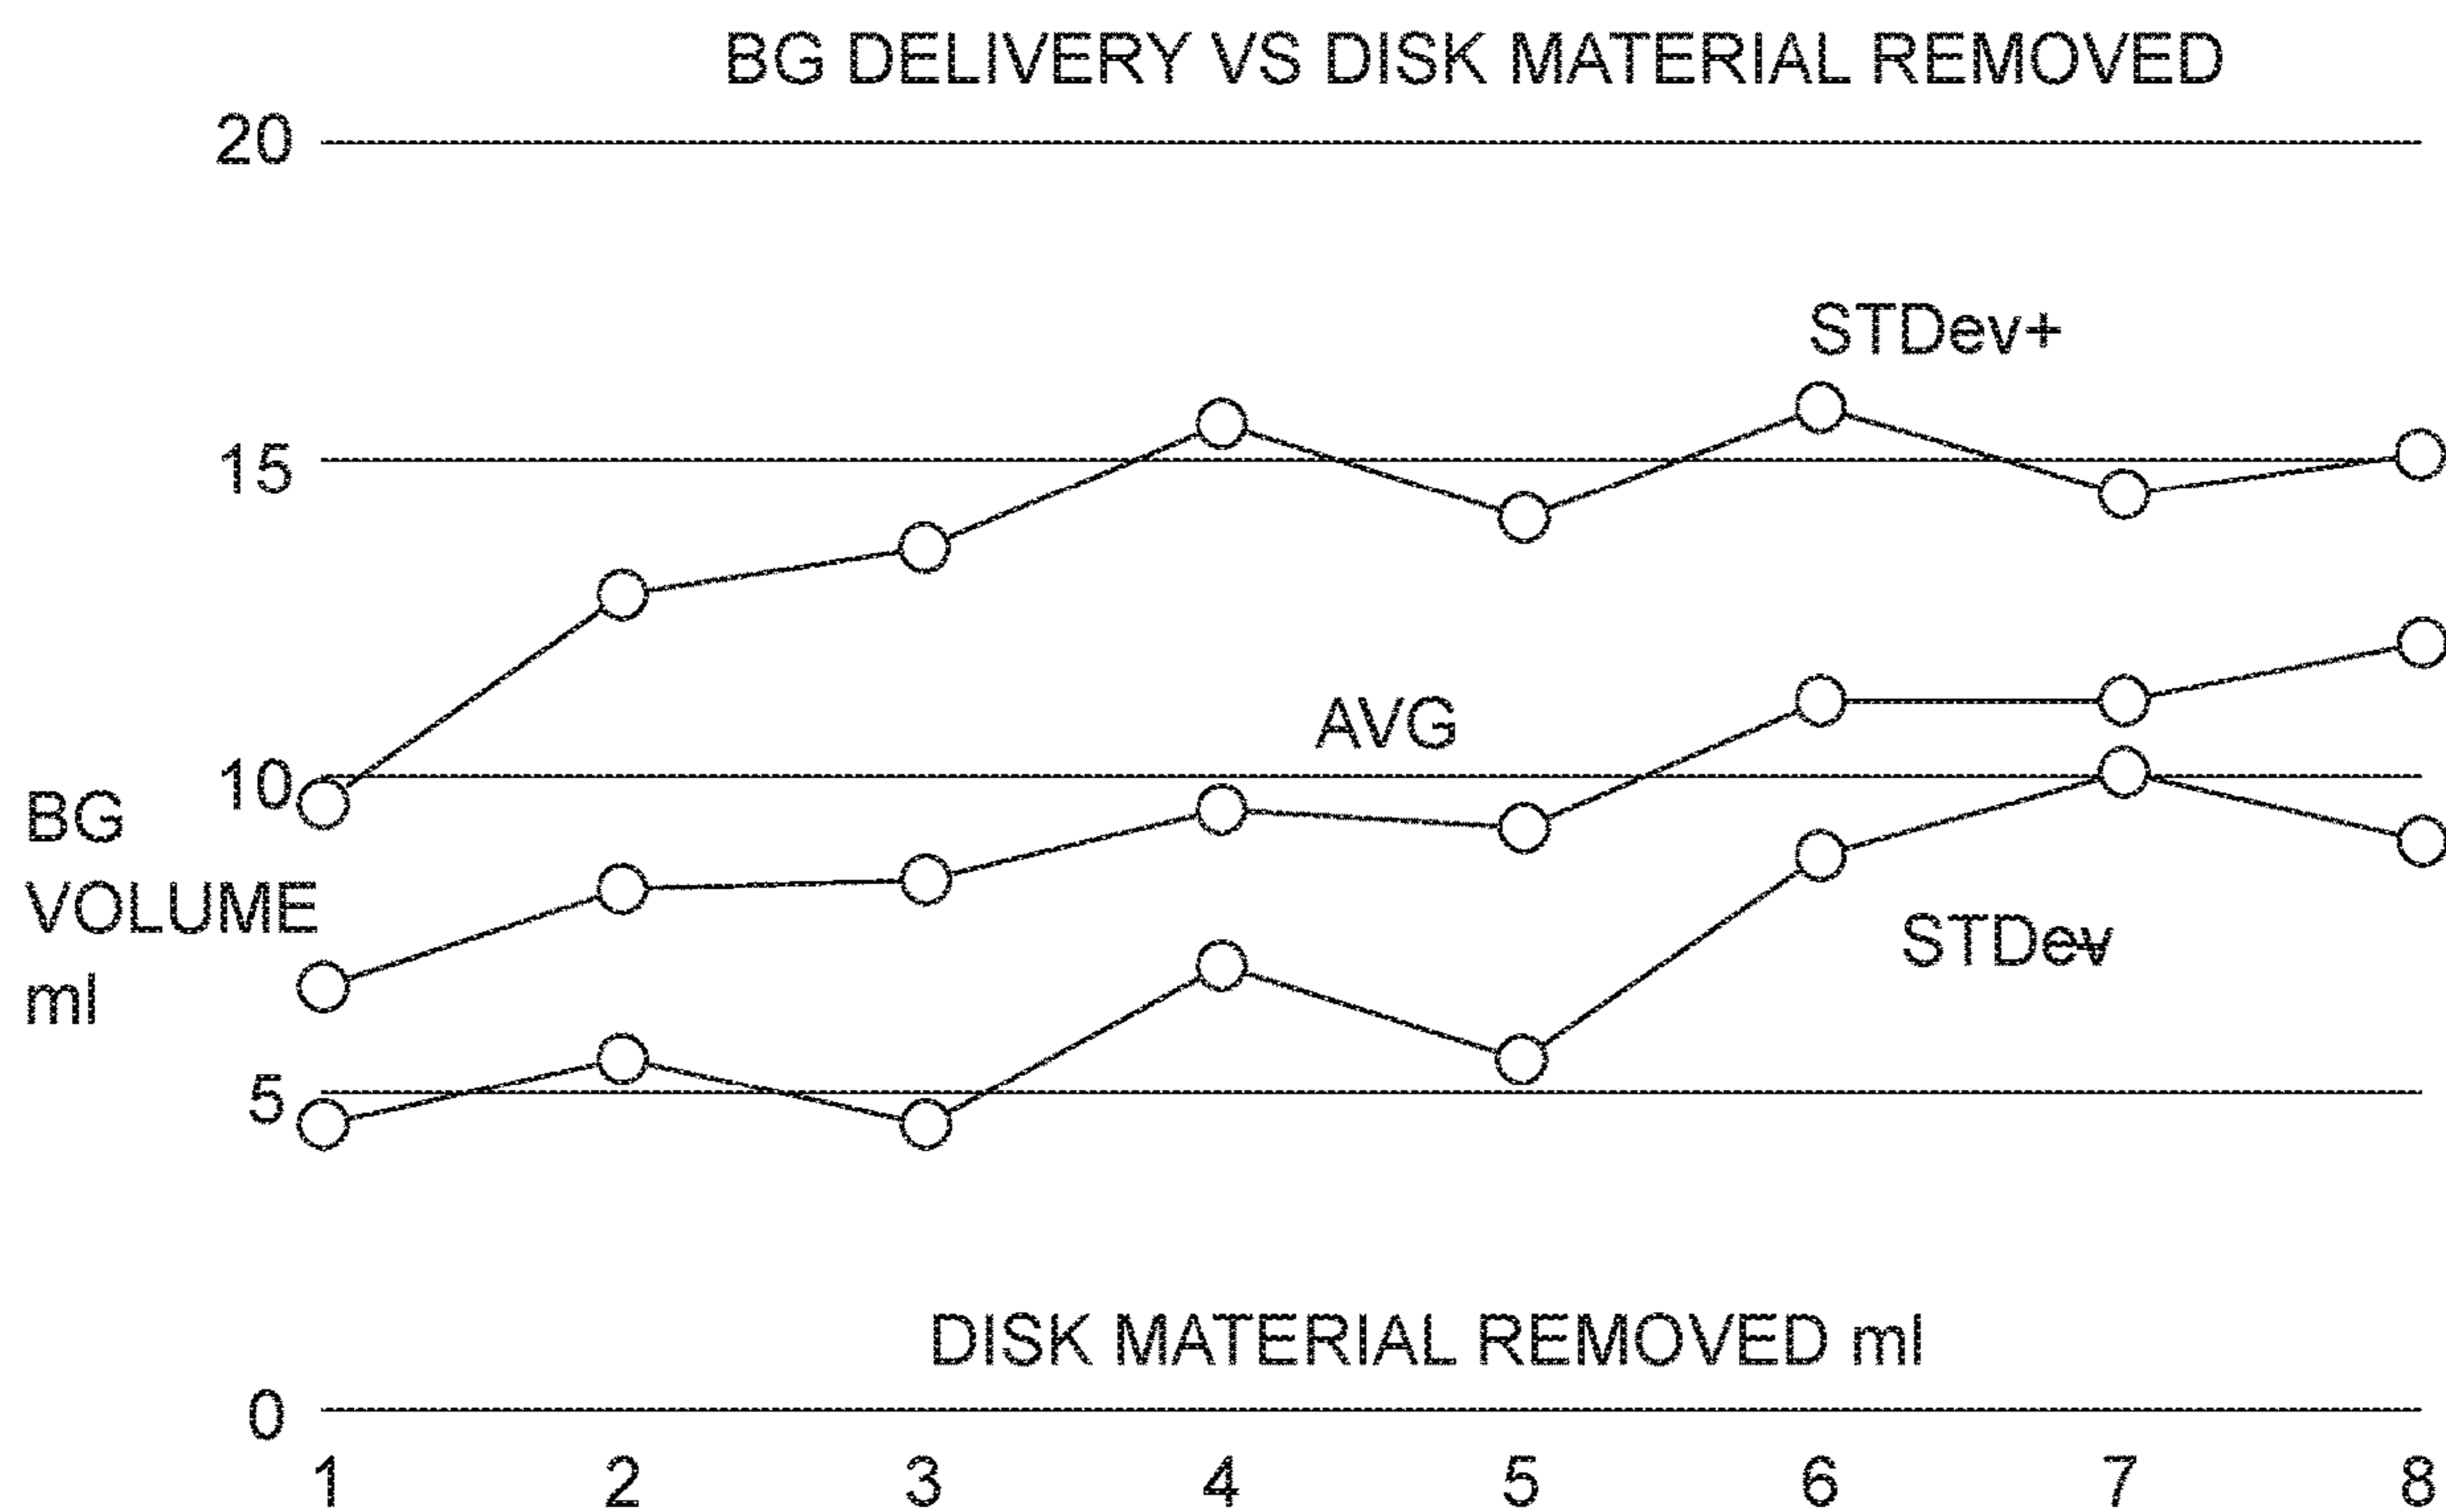 BG DELIVERY VS DISK MATERIAL REMOVED
20
STDev+
15
AVG
10
BG
VOLUME
ml
STDev-
5
DISK MATERIAL REMOVED ml
0
1 2 3 4 5 6 7 8